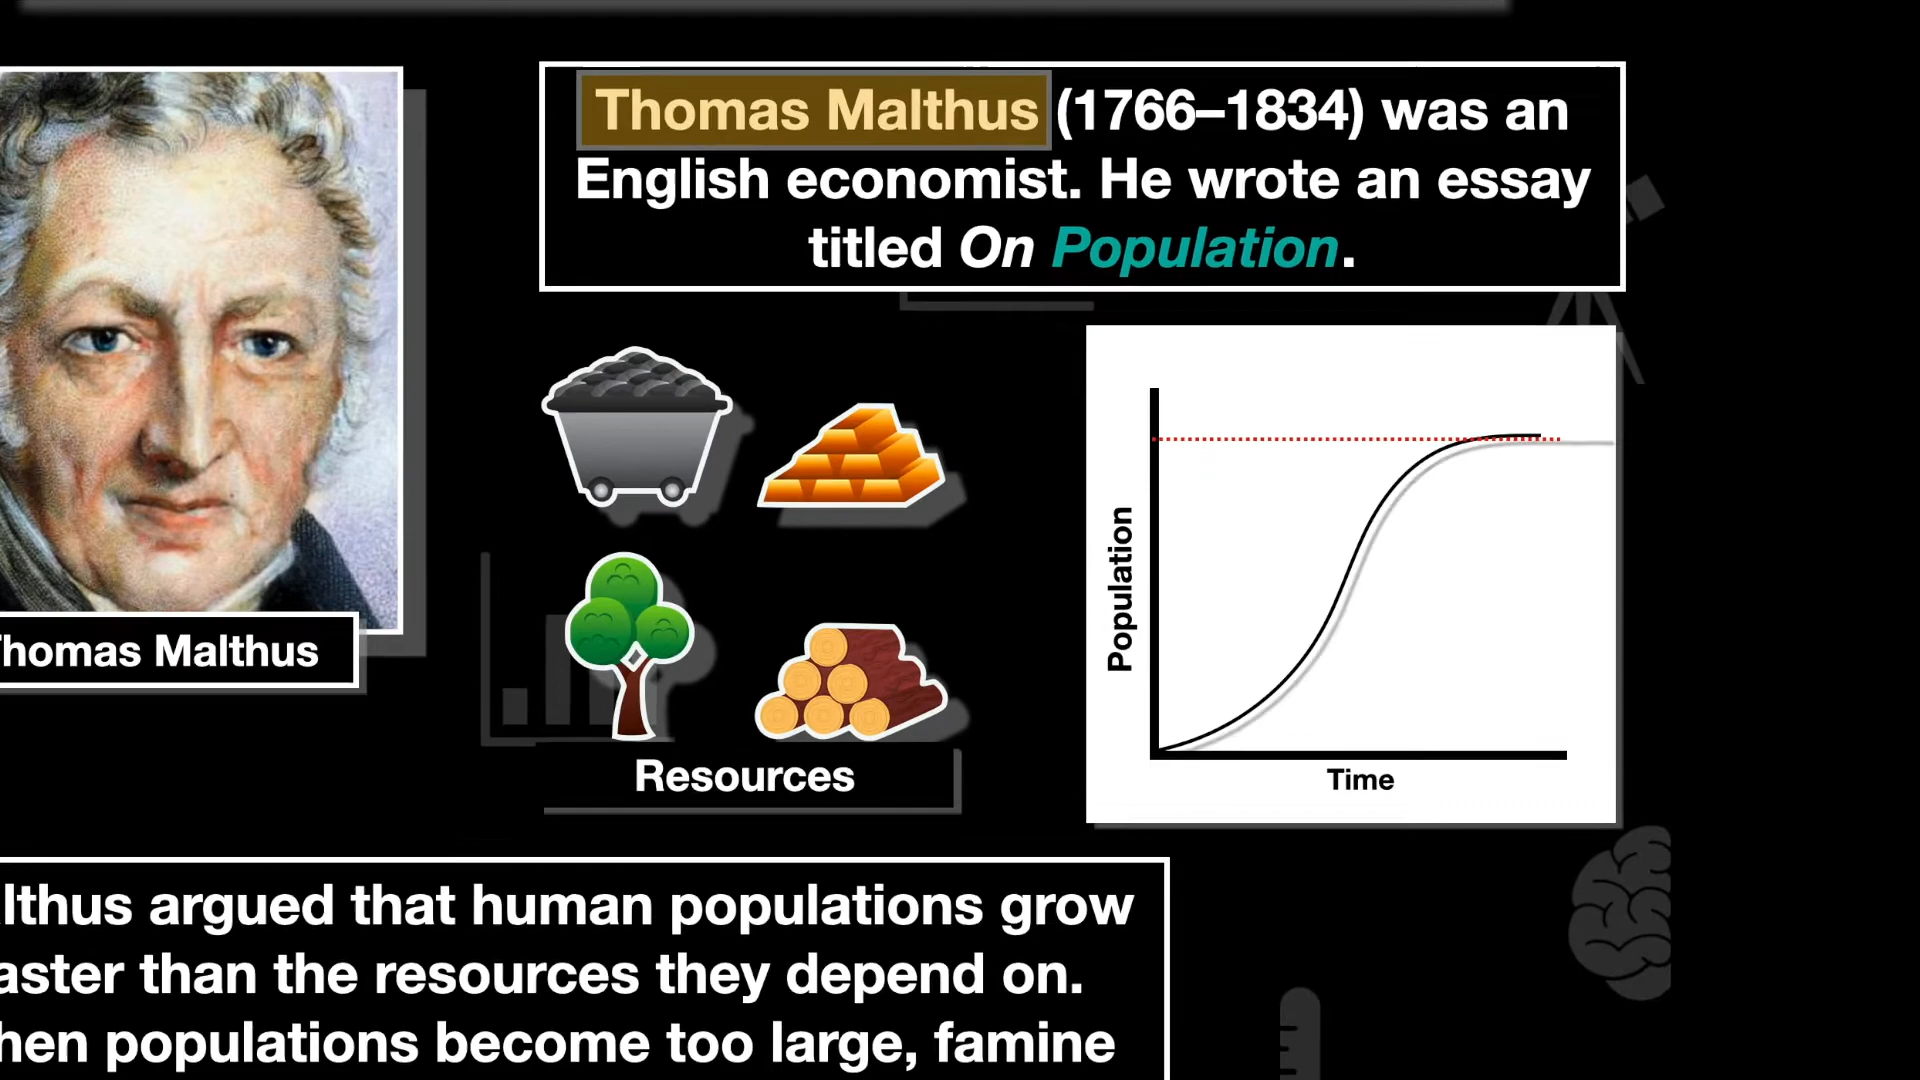 Thomas Malthus (1766–1834) was an
English economist. He wrote an essay
titled On Population.
Thomas Malthus
Resources
Population
Time
lthus argued that human populations grow
aster than the resources they depend on.
hen populations become too large, famine